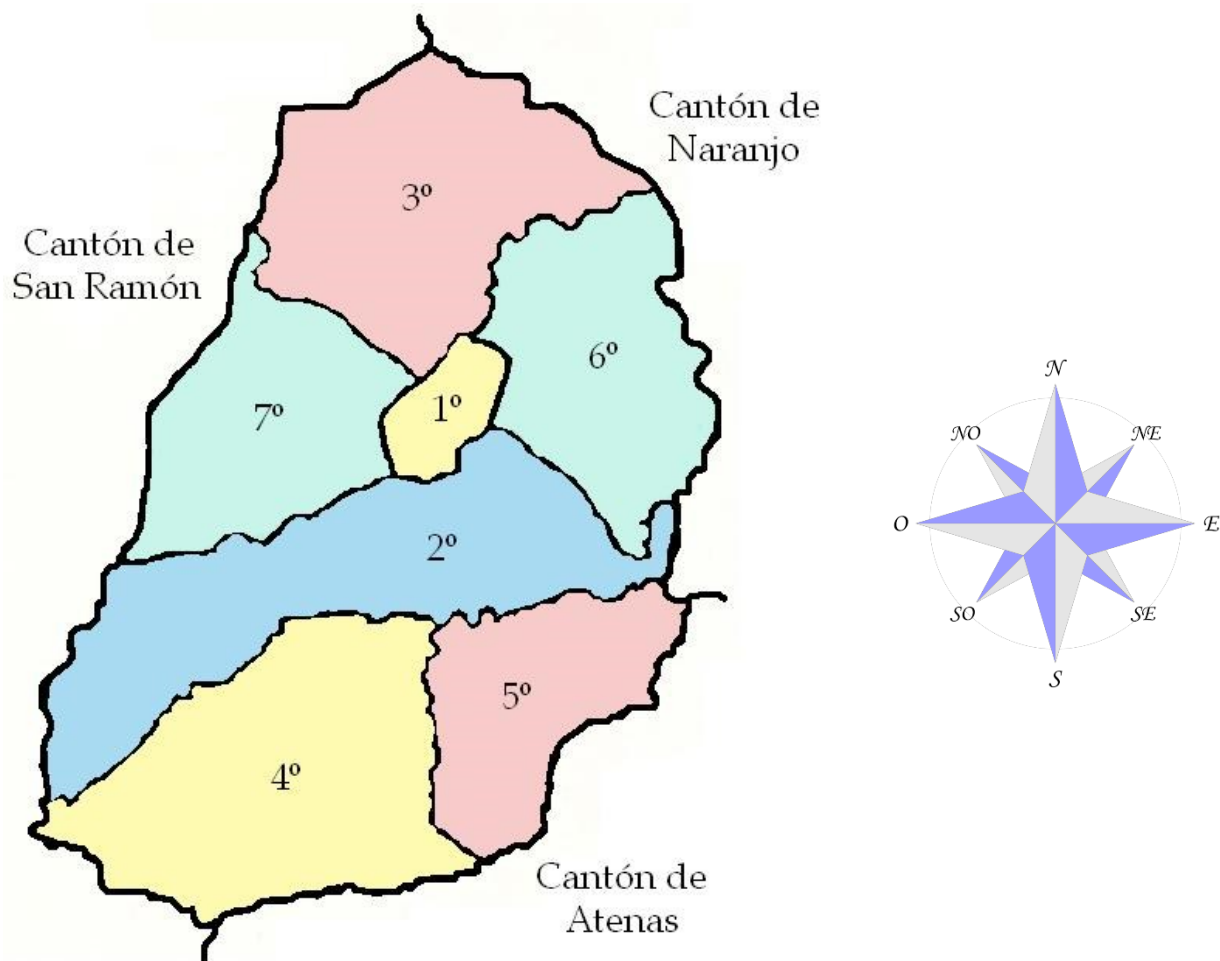 Cantón de
Naranjo
3º
Cantón de
San Ramón
6º
7º
1º
2º
5º
4º
Cantón de
Atenas
N
NO
NE
O
E
SO
SE
S